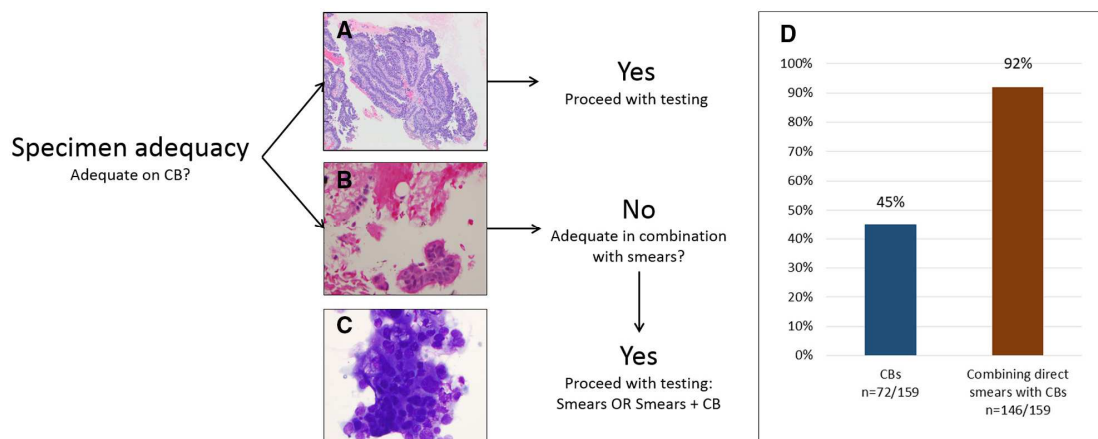 A
Yes
Proceed with testing
Specimen adequacy
Adequate on CB?
B
No
Adequate in combination
with smears?
C
Yes
Proceed with testing:
Smears OR Smears + CB
D
100%
90%
80%
70%
60%
50%
40%
30%
20%
10%
0%
45%
92%
CBs
n=72/159
Combining direct
smears with CBs
n=146/159